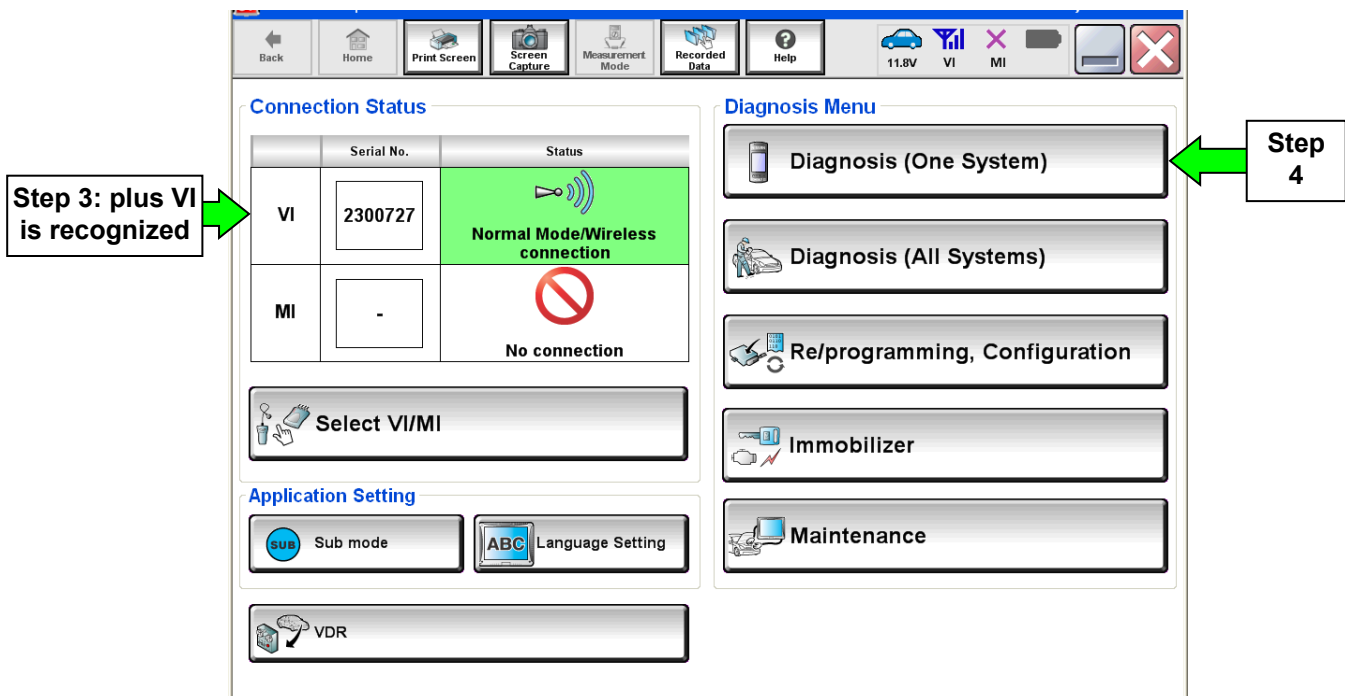 Back
Home
Print Screen
Screen
Capture
Measurement
Mode
Recorded
Data
Help
11.8V
VI
MI
Connection Status
Serial No.
Status
VI
2300727
Normal Mode/Wireless
connection
MI
-
No connection
Select VI/MI
Application Setting
SUB
Sub mode
ABC
Language Setting
VDR
Diagnosis Menu
Diagnosis (One System)
Diagnosis (All Systems)
Re/programming, Configuration
Immobilizer
Maintenance
Step 3: plus VI
is recognized
Step
4